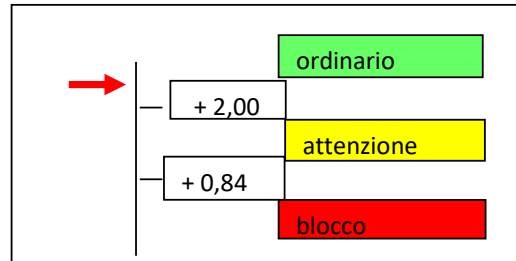 ordinario
+ 2,00
attenzione
+ 0,84
blocco